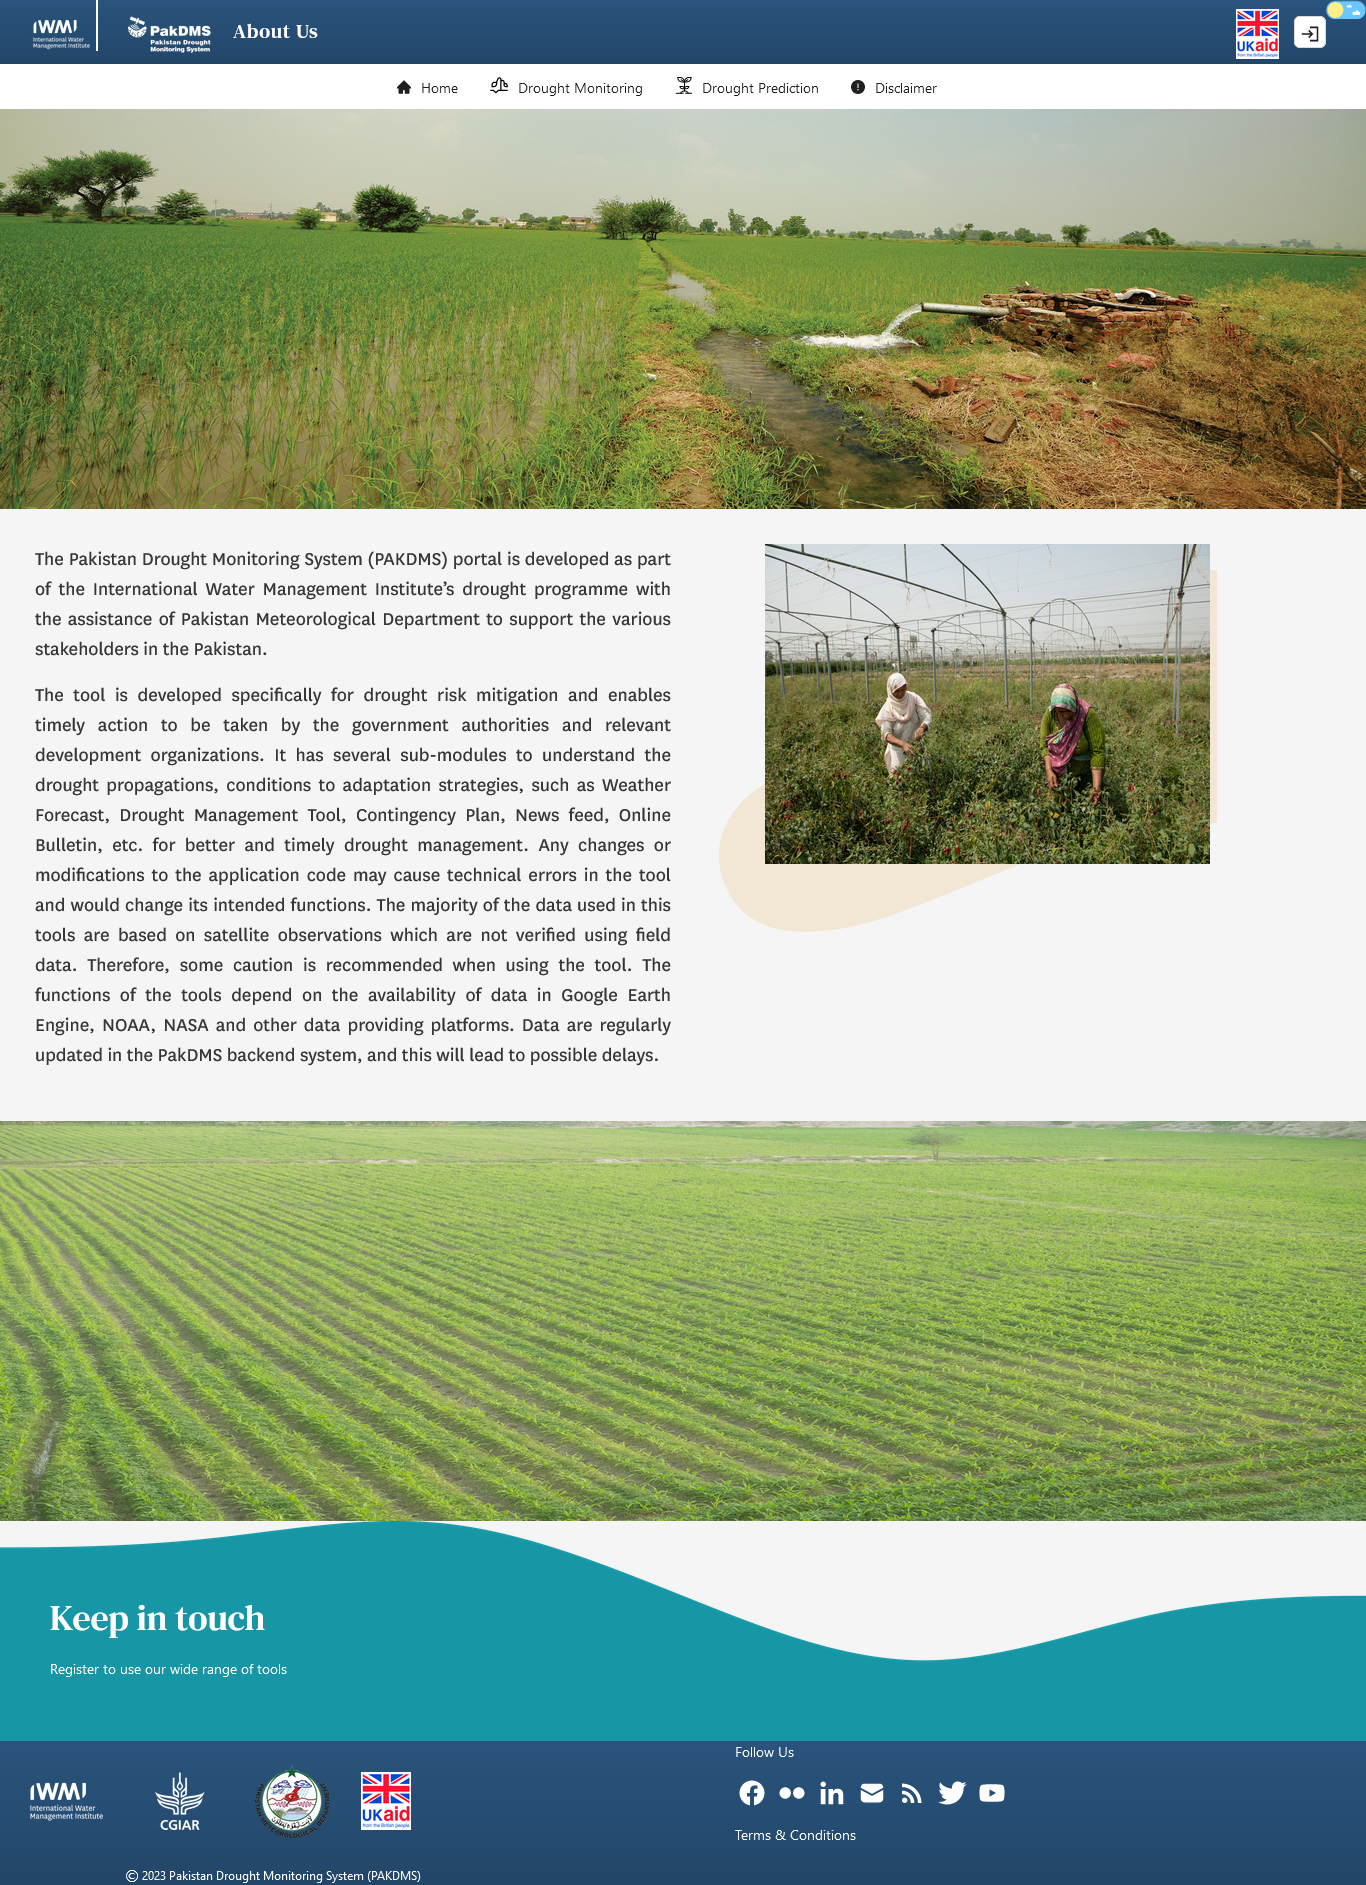 IWMI
International Water
Management Institute
PakDMS
Pakistan Drought
Monitoring System
About Us
UKaid
from the British people
Home
Drought Monitoring
Drought Prediction
Disclaimer
The Pakistan Drought Monitoring System (PAKDMS) portal is developed as part
of the International Water Management Institute’s drought programme with
the assistance of Pakistan Meteorological Department to support the various
stakeholders in the Pakistan.
The tool is developed specifically for drought risk mitigation and enables
timely action to be taken by the government authorities and relevant
development organizations. It has several sub-modules to understand the
drought propagations, conditions to adaptation strategies, such as Weather
Forecast, Drought Management Tool, Contingency Plan, News feed, Online
Bulletin, etc. for better and timely drought management. Any changes or
modifications to the application code may cause technical errors in the tool
and would change its intended functions. The majority of the data used in this
tools are based on satellite observations which are not verified using field
data. Therefore, some caution is recommended when using the tool. The
functions of the tools depend on the availability of data in Google Earth
Engine, NOAA, NASA and other data providing platforms. Data are regularly
updated in the PakDMS backend system, and this will lead to possible delays.
Keep in touch
Register to use our wide range of tools
Follow Us
IWMI
International Water
Management Institute
CGIAR
PAKISTAN METEOROLOGICAL DEPARTMENT
UKaid
from the British people
Terms & Conditions
© 2023 Pakistan Drought Monitoring System (PAKDMS)